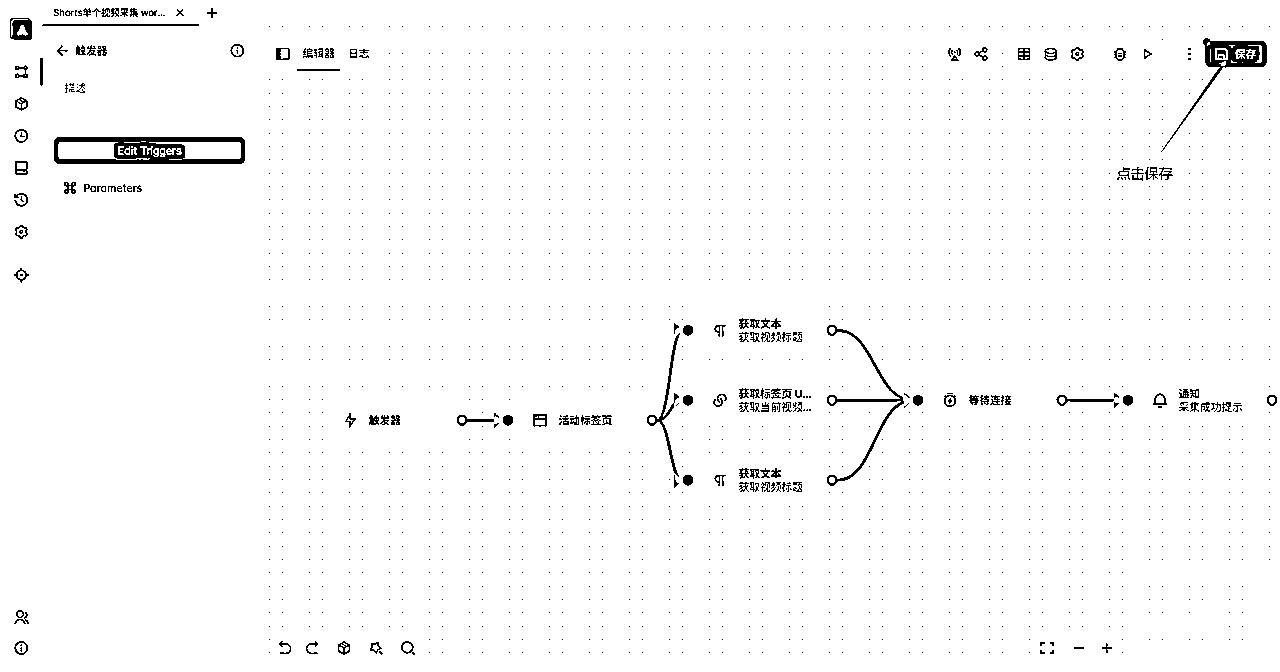 Shorts单个视频采集 wor...
触发器
描述
Edit Triggers
Parameters
编辑器
日志
保存
点击保存
触发器
活动标签页
获取文本
获取视频标题
获取标签页 U...
获取当前视频...
获取文本
获取视频标题
等待连接
通知
采集成功提示